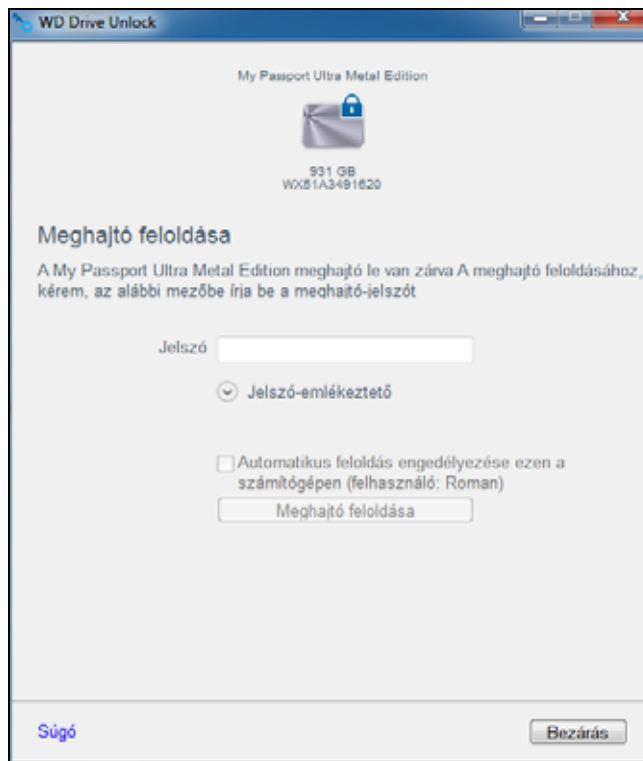 WD Drive Unlock
My Passport Ultra Metal Edition
931 GB
WX61A3491620
Meghajtó feloldása
A My Passport Ultra Metal Edition meghajtó le van zárva A meghajtó feloldásához,
kérem, az alábbi mezőbe írja be a meghajtó-jelszót
Jelszó
Jelszó-emlékeztető
Automatikus feloldás engedélyezése ezen a
számítógépen (felhasználó: Roman)
Meghajtó feloldása
Súgó
Bezárás